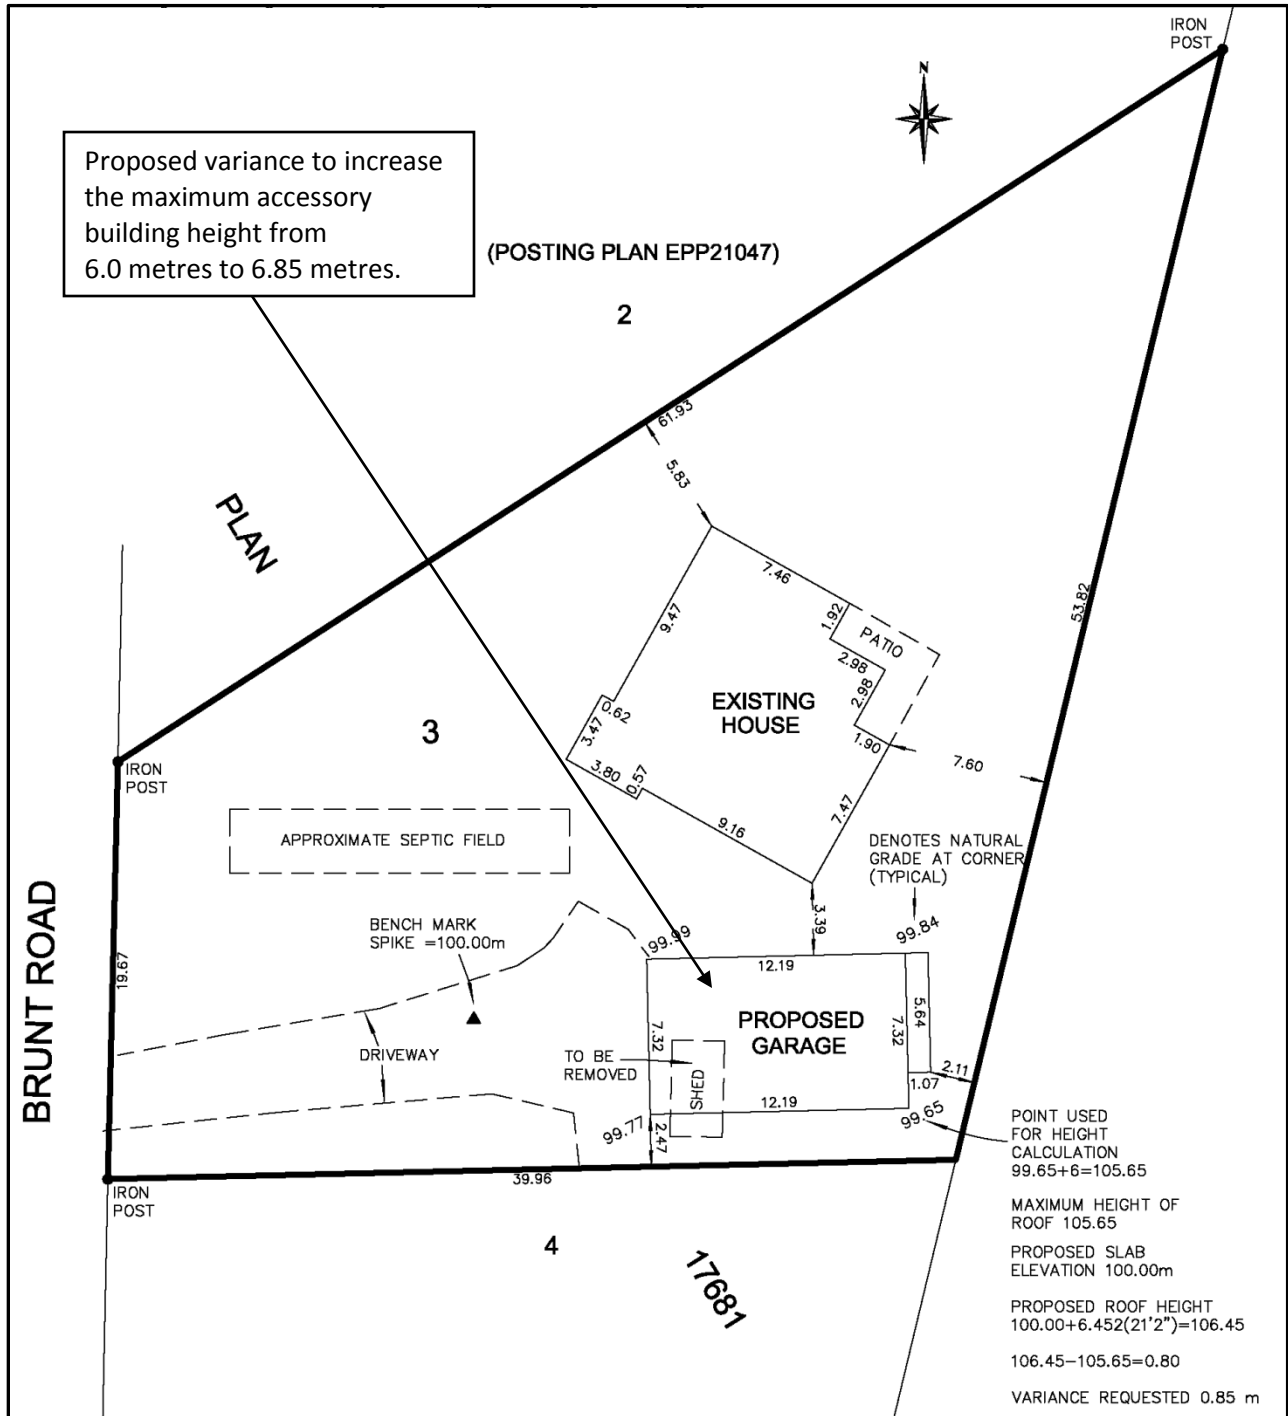 IRON
POST
N
Proposed variance to increase
the maximum accessory
building height from
6.0 metres to 6.85 metres.
(POSTING PLAN EPP21047)
2
61.93
5.83
PLAN
7.46
9.47
1.92
PATIO
2.98
2.98
1.90
53.82
EXISTING
HOUSE
0.62
3.47
3.80
0.57
9.16
7.47
7.60
3
IRON
POST
APPROXIMATE SEPTIC FIELD
DENOTES NATURAL
GRADE AT CORNER
(TYPICAL)
BRUNT ROAD
19.67
BENCH MARK
SPIKE =100.00m
3.39
99.99
99.84
12.19
7.32
PROPOSED
GARAGE
7.32
5.64
DRIVEWAY
TO BE
REMOVED
SHED
2.11
1.07
12.19
99.77
2.47
99.65
39.96
IRON
POST
4
17681
POINT USED
FOR HEIGHT
CALCULATION
99.65+6=105.65
MAXIMUM HEIGHT OF
ROOF 105.65
PROPOSED SLAB
ELEVATION 100.00m
PROPOSED ROOF HEIGHT
100.00+6.452(21'2")=106.45
106.45-105.65=0.80
VARIANCE REQUESTED 0.85 m